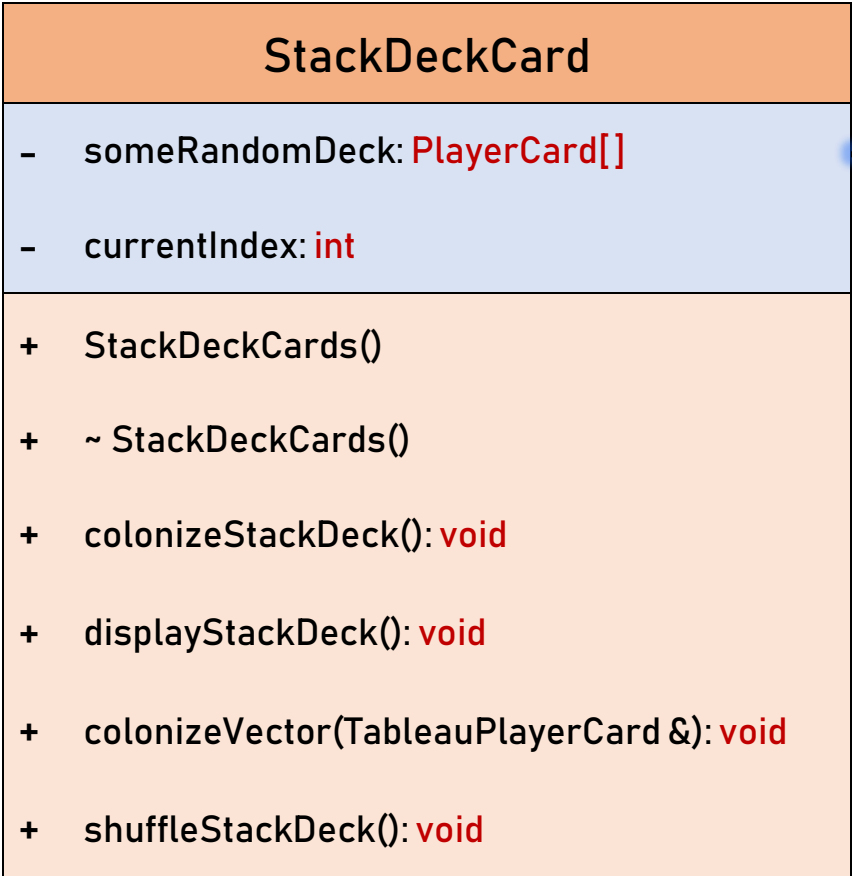 StackDeckCard
- someRandomDeck: PlayerCard[]
- currentIndex: int
+ StackDeckCards()
+ ~ StackDeckCards()
+ colonizeStackDeck(): void
+ displayStackDeck(): void
+ colonizeVector(TableauPlayerCard &): void
+ shuffleStackDeck(): void